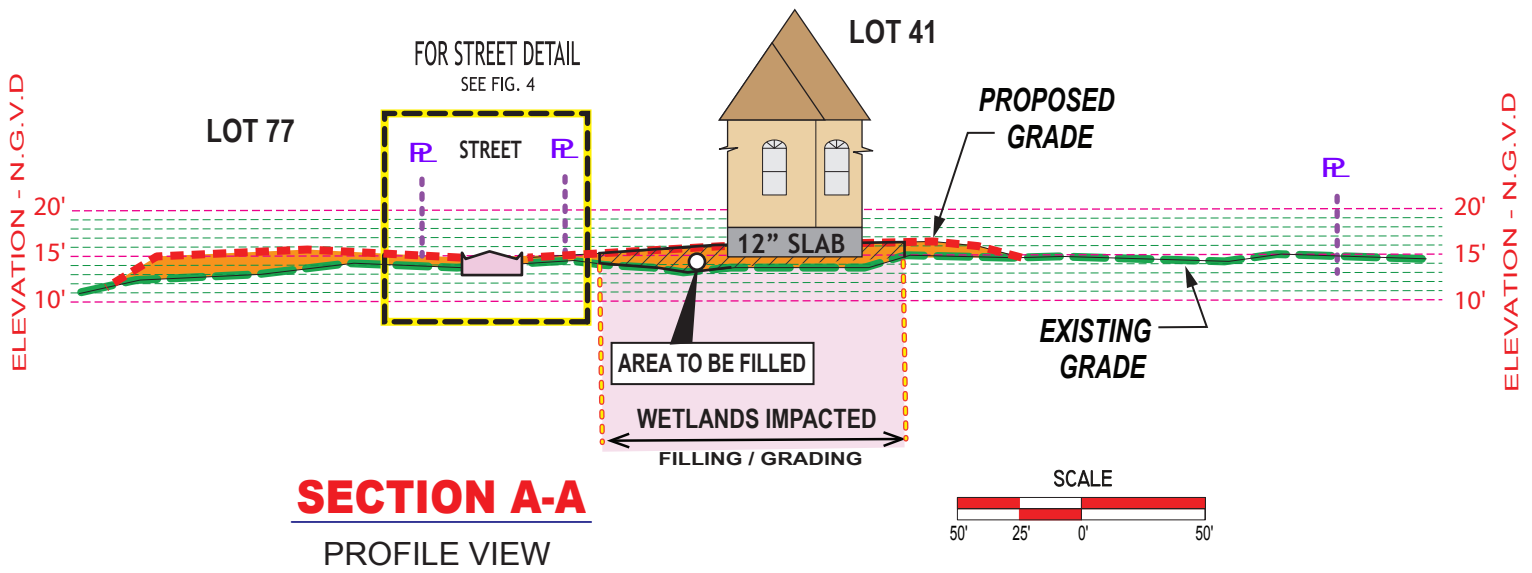 LOT 41
FOR STREET DETAIL
SEE FIG. 4
PROPOSED
GRADE
LOT 77
PL
STREET
PL
PL
ELEVATION - N.G.V.D
ELEVATION - N.G.V.D
20'
20'
12” SLAB
15'
15'
10'
10'
EXISTING
GRADE
AREA TO BE FILLED
WETLANDS IMPACTED
FILLING / GRADING
SECTION A-A
PROFILE VIEW
SCALE
50' 25' 0' 50'